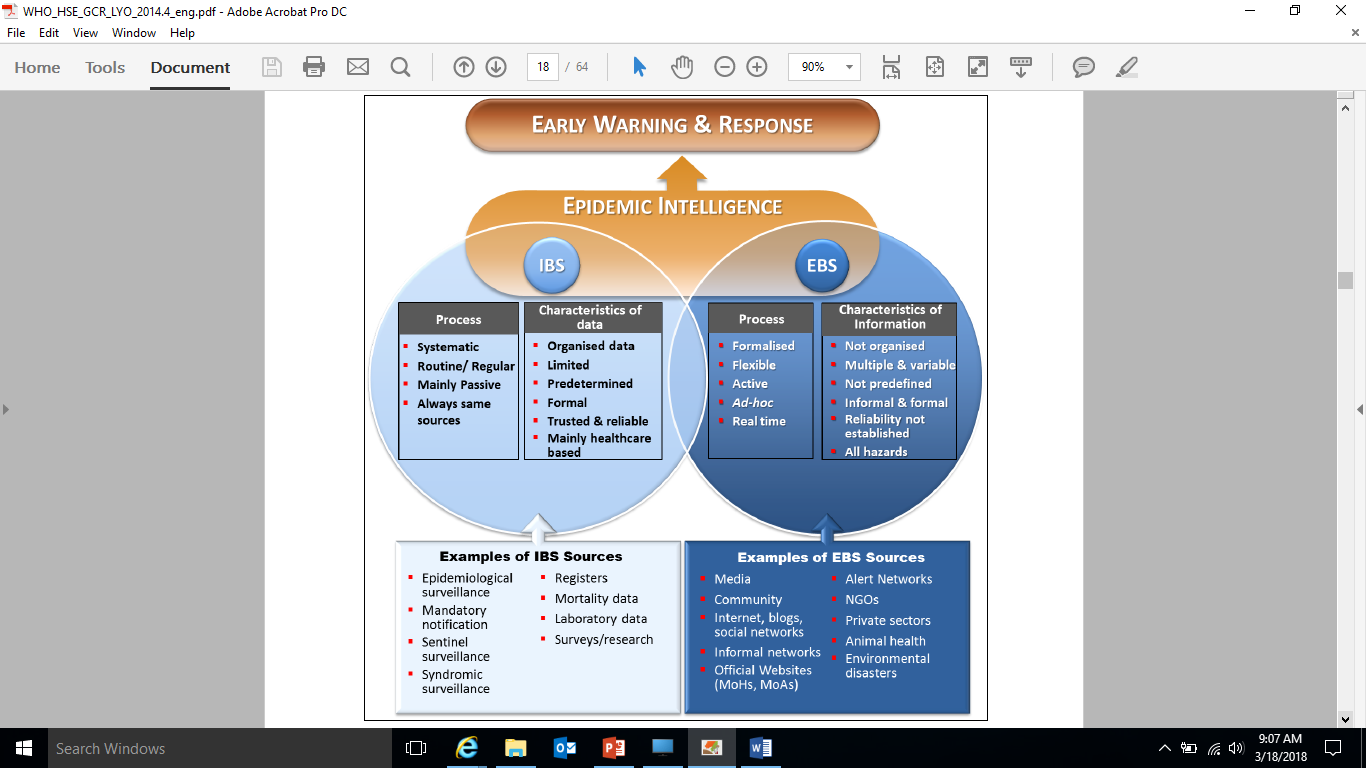 WHO_HSE_GCR_LYO_2014.4_eng.pdf - Adobe Acrobat Pro DC
File Edit View Window Help
Home Tools Document 18 / 64 90%
EARLY WARNING & RESPONSE
EPIDEMIC INTELLIGENCE
IBS
Process
Systematic
Routine/ Regular
Mainly Passive
Always same
sources
Characteristics of
data
Organised data
Limited
Predetermined
Formal
Trusted & reliable
Mainly healthcare
based
EBS
Process
Formalised
Flexible
Active
Ad-hoc
Real time
Characteristics of
Information
Not organised
Multiple & variable
Not predefined
Informal & formal
Reliability not
established
All hazards
Examples of IBS Sources
Epidemiological
surveillance
Mandatory
notification
Sentinel
surveillance
Syndromic
surveillance
Registers
Mortality data
Laboratory data
Surveys/research
Examples of EBS Sources
Media
Community
Internet, blogs,
social networks
Informal networks
Official Websites
(MoHs, MoAs)
Alert Networks
NGOs
Private sectors
Animal health
Environmental
disasters
Search Windows
9:07 AM
3/18/2018